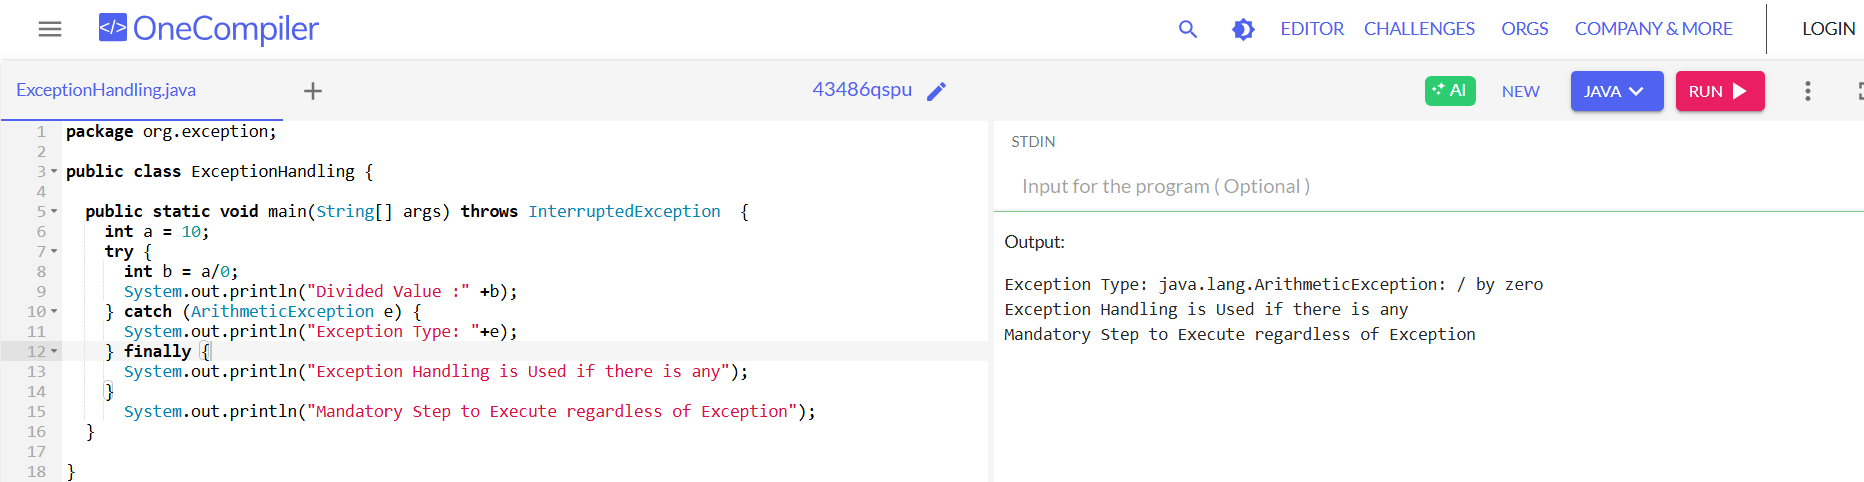 </> OneCompiler
EDITOR CHALLENGES ORGS COMPANY & MORE LOGIN
ExceptionHandling.java + 43486qspu AI NEW JAVA RUN
1 package org.exception;
2
3 public class ExceptionHandling {
4
5 public static void main(String[] args) throws InterruptedException  {
6 int a = 10;
7 try {
8 int b = a/0;
9 System.out.println("Divided Value :" +b);
10 } catch (ArithmeticException e) {
11 System.out.println("Exception Type: "+e);
12 } finally {
13 System.out.println("Exception Handling is Used if there is any");
14 }
15 System.out.println("Mandatory Step to Execute regardless of Exception");
16 }
17
18 }
STDIN
Input for the program ( Optional )
Output:
Exception Type: java.lang.ArithmeticException: / by zero
Exception Handling is Used if there is any
Mandatory Step to Execute regardless of Exception